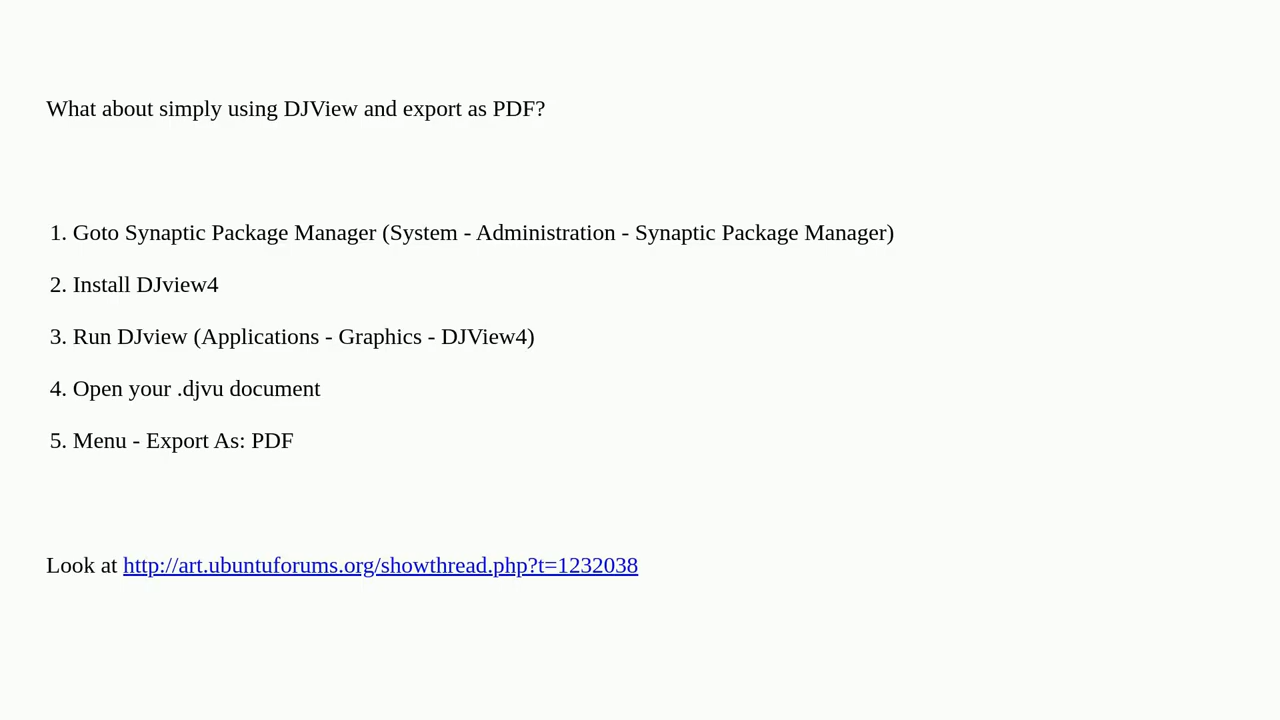 What about simply using DJView and export as PDF?
1. Goto Synaptic Package Manager (System - Administration - Synaptic Package Manager)
2. Install DJview4
3. Run DJview (Applications - Graphics - DJView4)
4. Open your .djvu document
5. Menu - Export As: PDF
Look at http://art.ubuntuforums.org/showthread.php?t=1232038